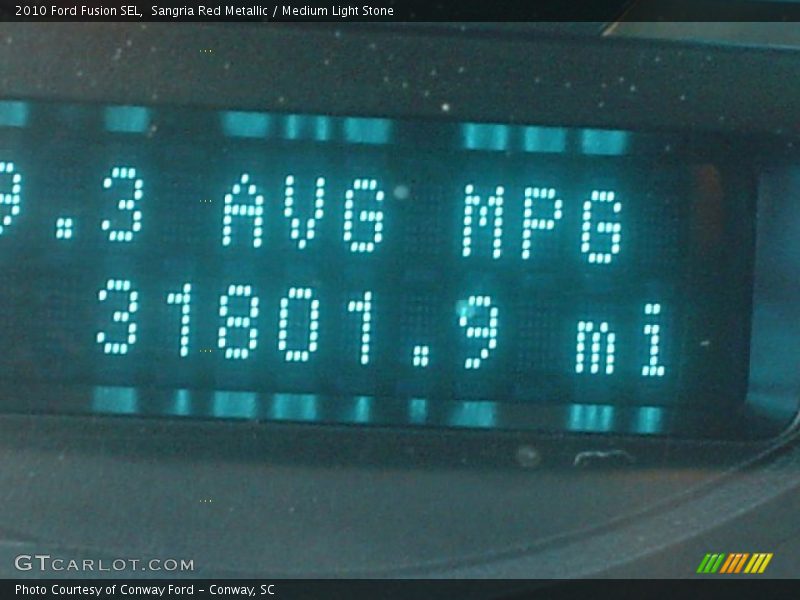 2010 Ford Fusion SEL, Sangria Red Metallic / Medium Light Stone
9.3 AVG MPG
31801.9 mi
GTCARLOT.COM
Photo Courtesy of Conway Ford - Conway, SC